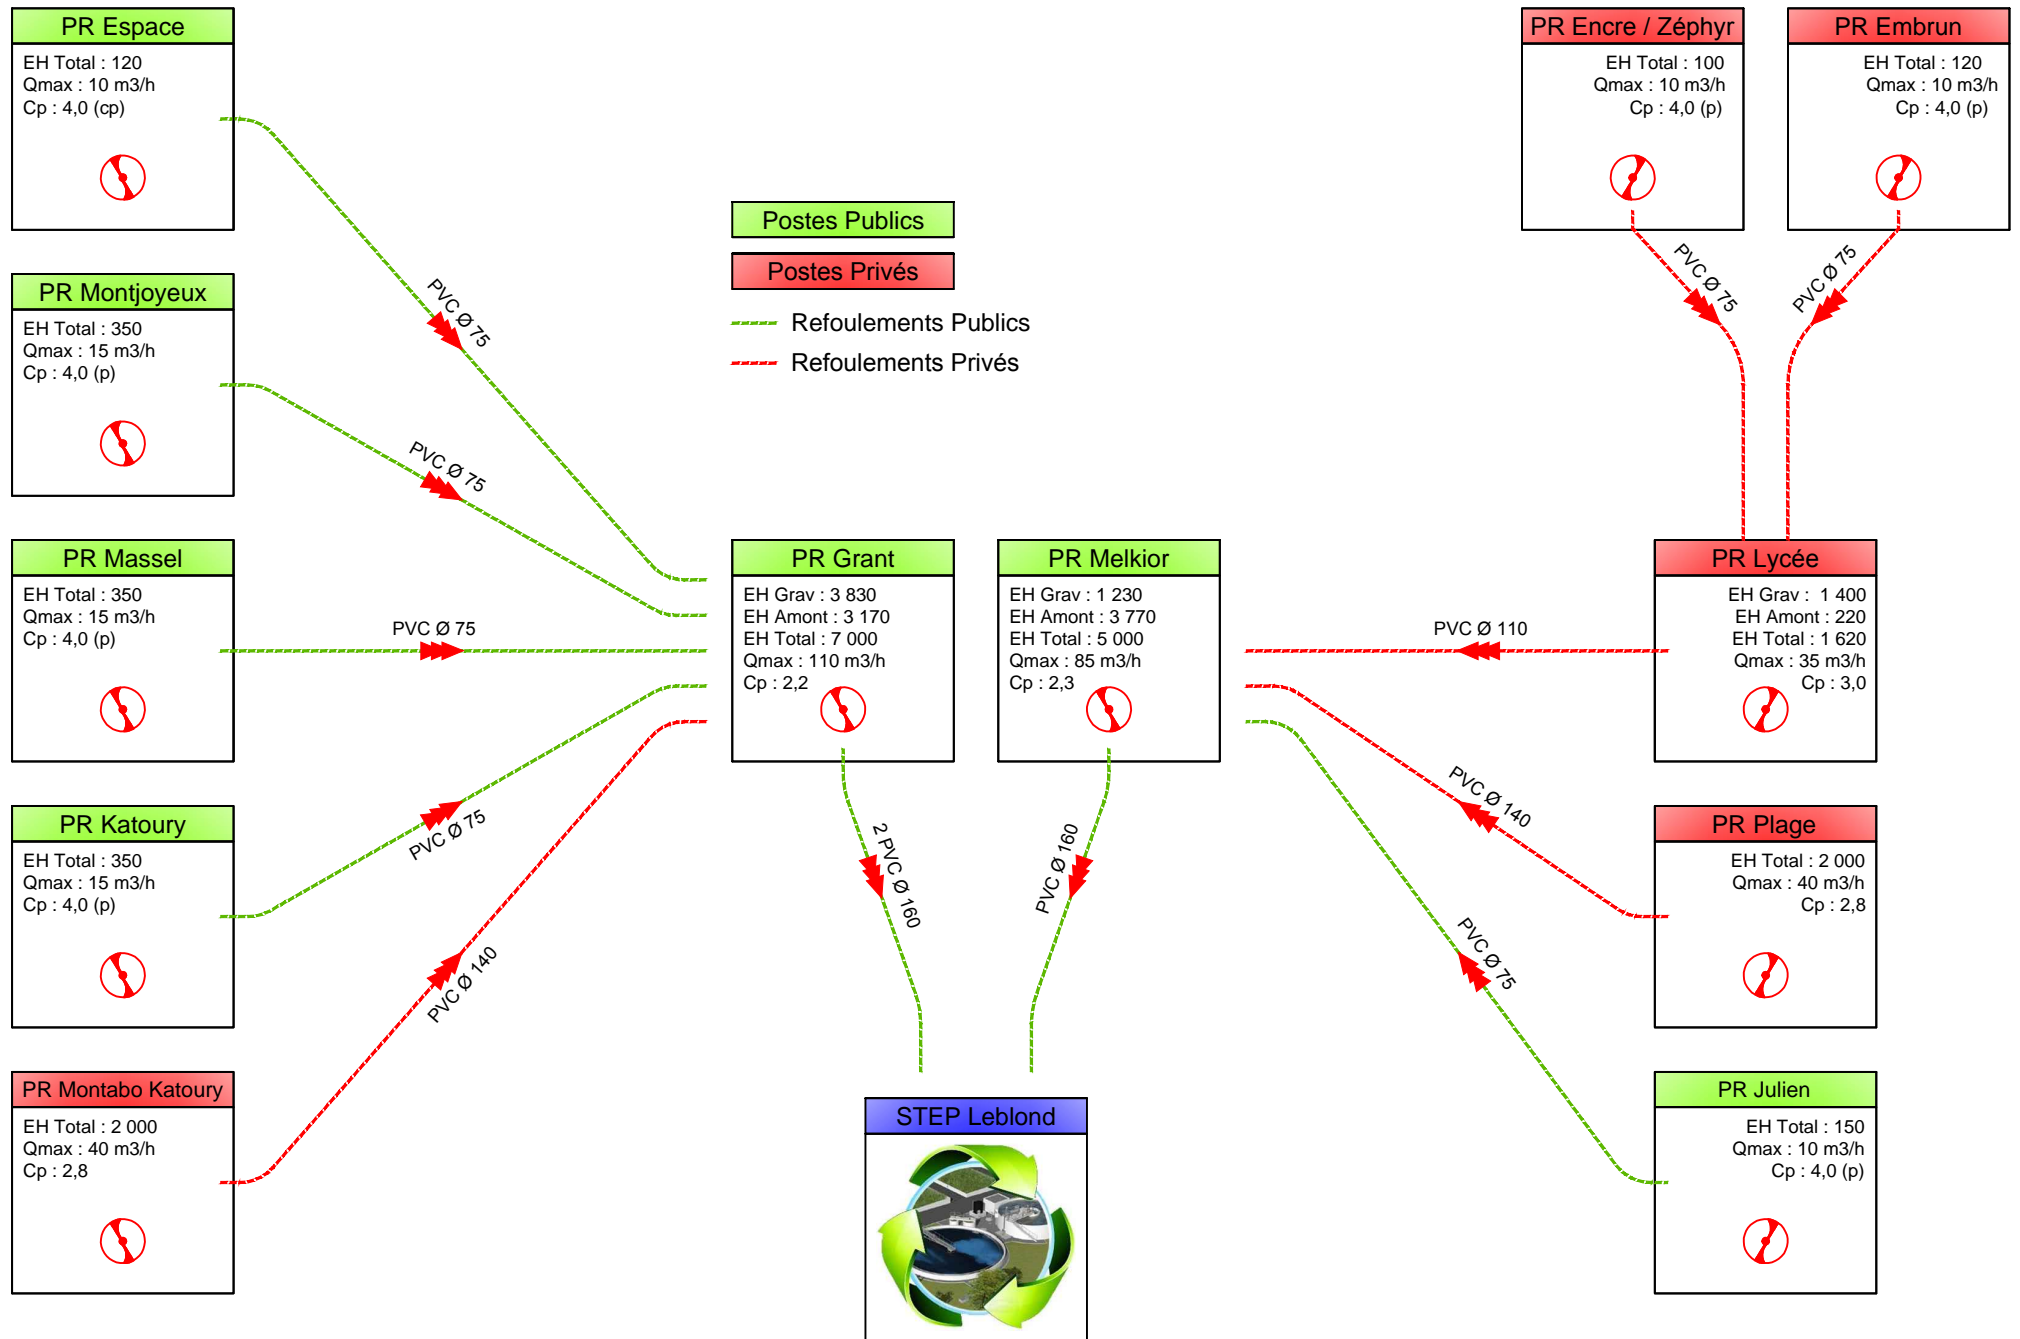 PR Espace
EH Total : 120
Qmax : 10 m3/h
Cp : 4,0 (cp)
PR Encre / Zéphyr
EH Total : 100
Qmax : 10 m3/h
Cp : 4,0 (p)
PR Embrun
EH Total : 120
Qmax : 10 m3/h
Cp : 4,0 (p)
Postes Publics
Postes Privés
Refoulements Publics
Refoulements Privés
PVC Ø 75
PVC Ø 75
PVC Ø 75
PR Montjoyeux
EH Total : 350
Qmax : 15 m3/h
Cp : 4,0 (p)
PVC Ø 75
PR Massel
EH Total : 350
Qmax : 15 m3/h
Cp : 4,0 (p)
PVC Ø 75
PR Grant
EH Grav : 3 830
EH Amont : 3 170
EH Total : 7 000
Qmax : 110 m3/h
Cp : 2,2
PR Melkior
EH Grav : 1 230
EH Amont : 3 770
EH Total : 5 000
Qmax : 85 m3/h
Cp : 2,3
PVC Ø 110
PR Lycée
EH Grav : 1 400
EH Amont : 220
EH Total : 1 620
Qmax : 35 m3/h
Cp : 3,0
PR Katoury
EH Total : 350
Qmax : 15 m3/h
Cp : 4,0 (p)
PVC Ø 75
2 PVC Ø 160
PVC Ø 160
PVC Ø 140
PR Plage
EH Total : 2 000
Qmax : 40 m3/h
Cp : 2,8
PVC Ø 140
PVC Ø 75
PR Montabo Katoury
EH Total : 2 000
Qmax : 40 m3/h
Cp : 2,8
STEP Leblond
PR Julien
EH Total : 150
Qmax : 10 m3/h
Cp : 4,0 (p)